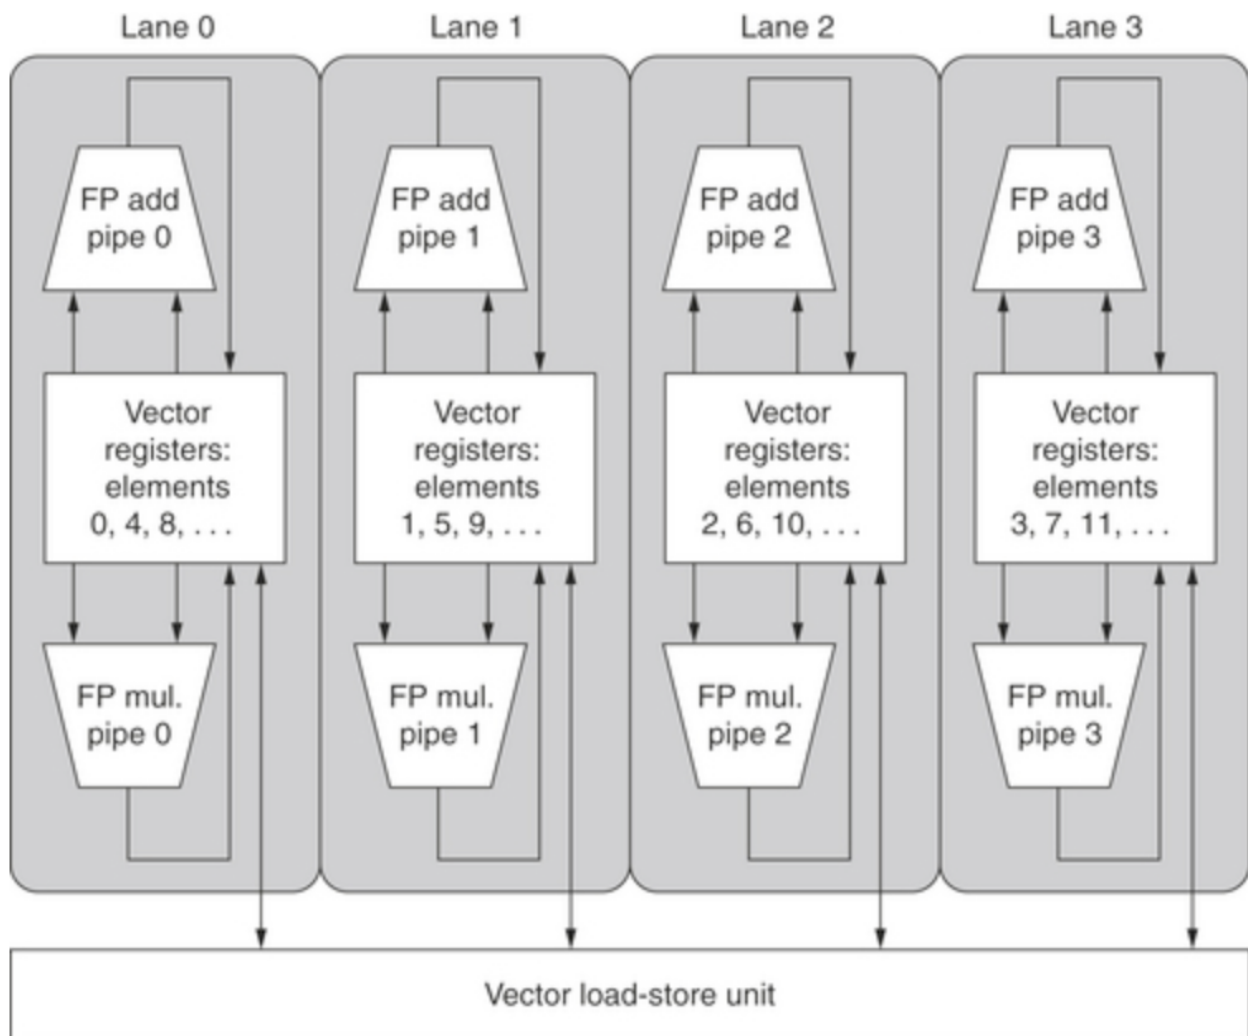 Lane 0
Lane 1
Lane 2
Lane 3
FP add
pipe 0
FP add
pipe 1
FP add
pipe 2
FP add
pipe 3
Vector
registers:
elements
0, 4, 8, . . .
Vector
registers:
elements
1, 5, 9, . . .
Vector
registers:
elements
2, 6, 10, . . .
Vector
registers:
elements
3, 7, 11, . . .
FP mul.
pipe 0
FP mul.
pipe 1
FP mul.
pipe 2
FP mul.
pipe 3
Vector load-store unit